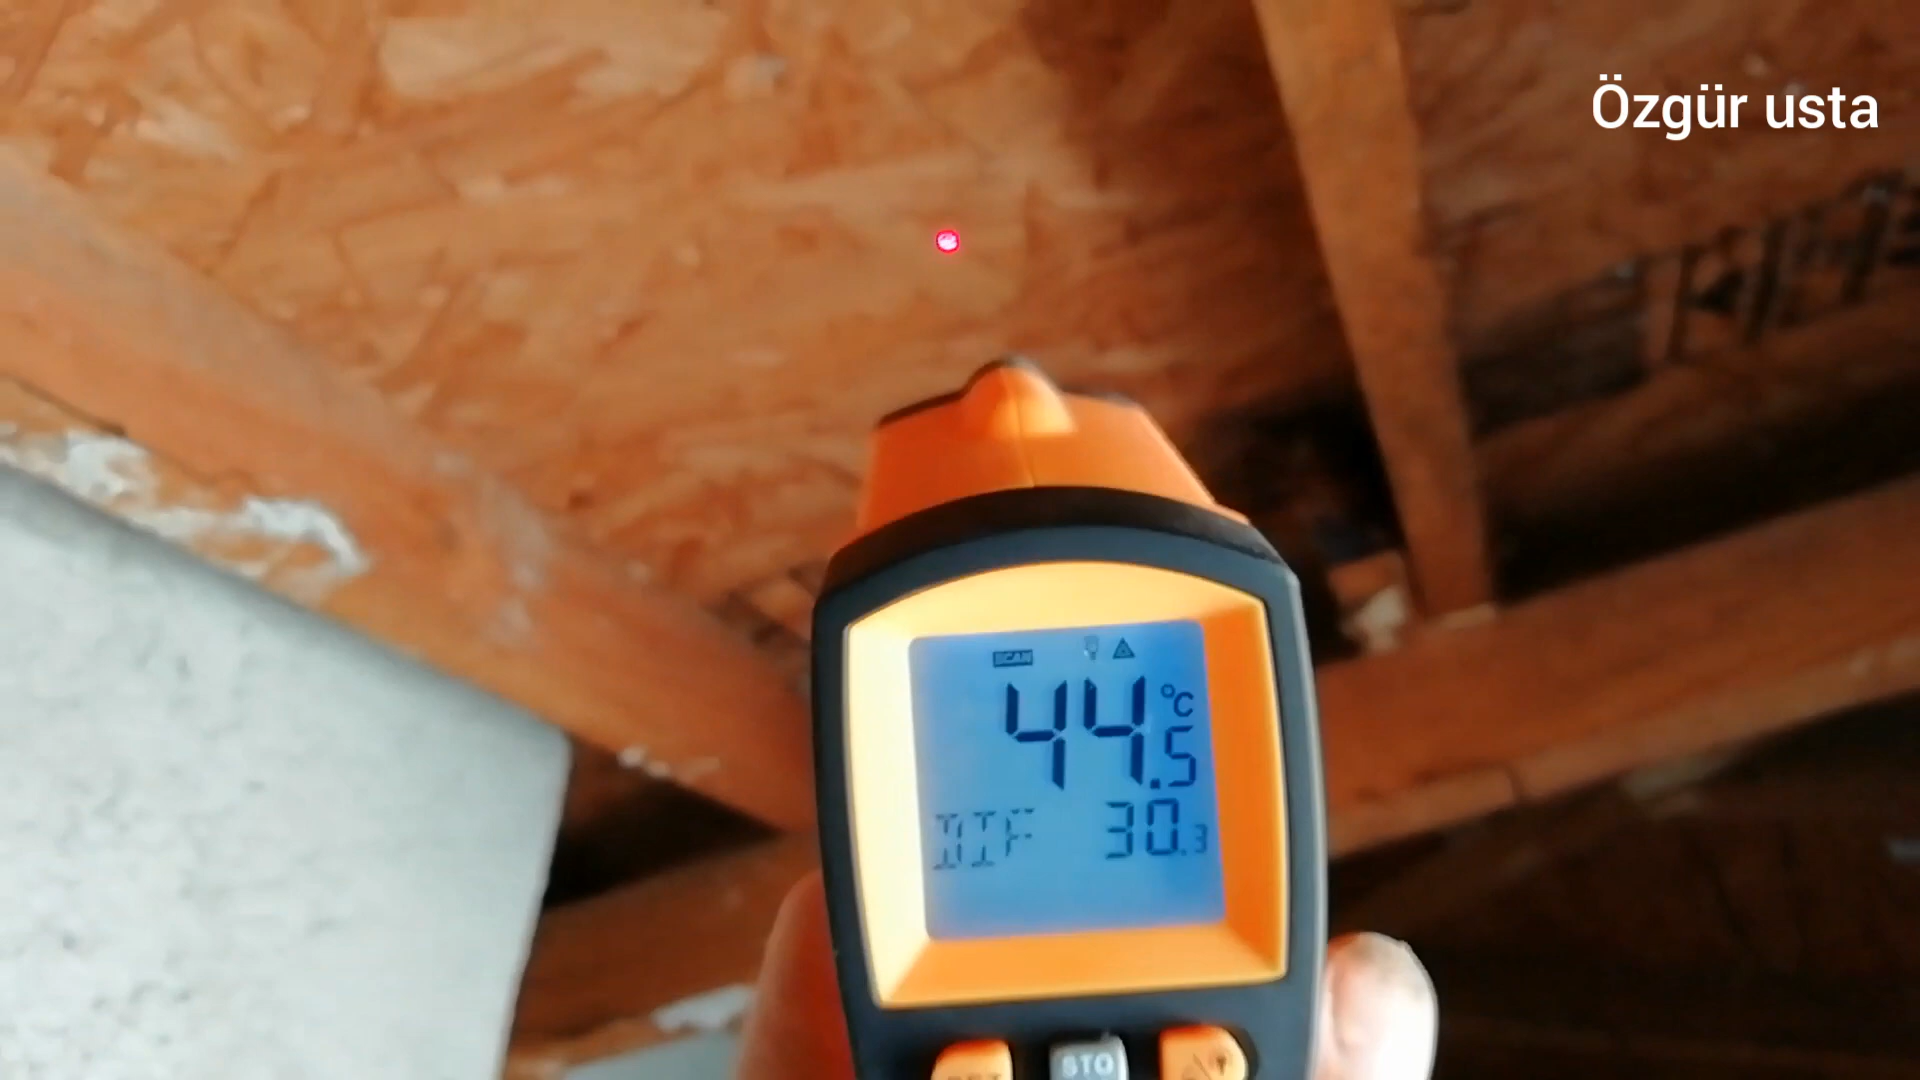 Özgür usta
SCAN
44.5 °C
DIF 30.3
STO